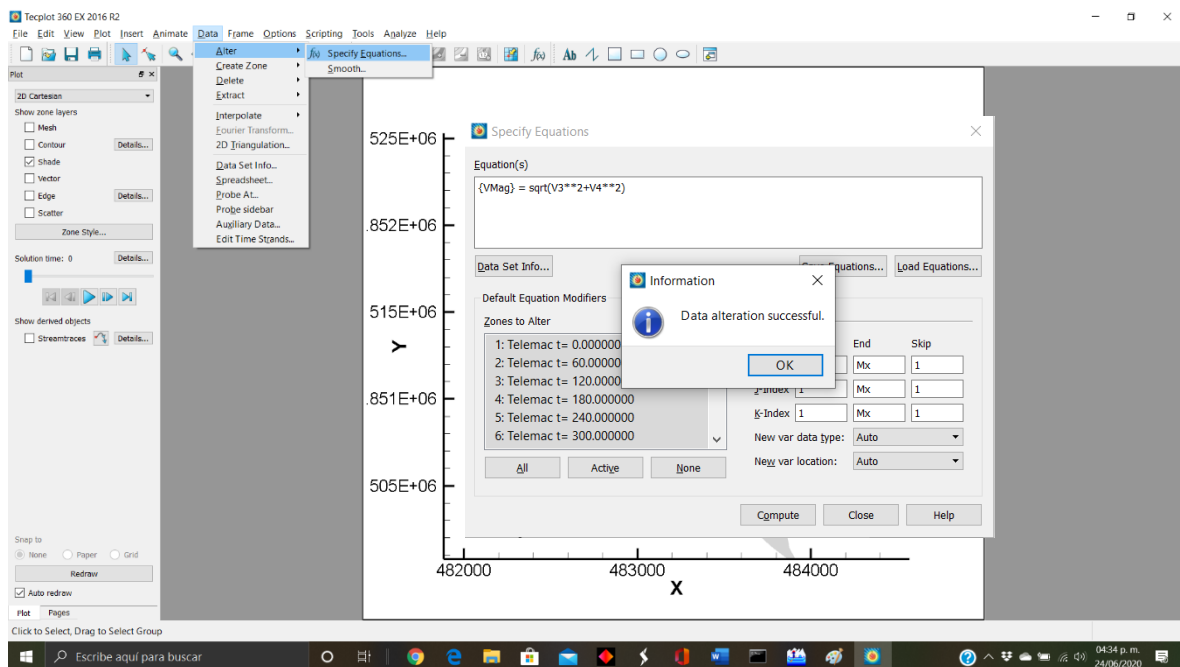 Tecplot 360 EX 2016 R2
File Edit View Plot Insert Animate Data Frame Options Scripting Tools Analyze Help
Plot
2D Cartesian
Show zone layers
Mesh
Contour Details...
Shade
Vector
Edge Details...
Scatter
Zone Style...
Solution time: 0 Details...
Show derived objects
Streamtraces Details...
Snap to
None Paper Grid
Redraw
Auto redraw
Plot Pages
Click to Select, Drag to Select Group
Alter
Create Zone
Delete
Extract
Interpolate
Fourier Transform...
2D Triangulation...
Data Set Info...
Spreadsheet...
Probe At...
Probe sidebar
Auxiliary Data...
Edit Time Strands...
f(x) Specify Equations...
Smooth...
f(x) Ab
525E+06
.852E+06
515E+06
Y
.851E+06
505E+06
482000 483000 484000
X
Specify Equations
Equation(s)
{VMag} = sqrt(V3**2+V4**2)
Data Set Info... Equations... Load Equations...
Default Equation Modifiers
Zones to Alter
1: Telemac t= 0.000000
2: Telemac t= 60.00000
3: Telemac t= 120.0000
4: Telemac t= 180.000000
5: Telemac t= 240.000000
6: Telemac t= 300.000000
All Active None
End Skip
Mx 1
J-Index 1 Mx 1
K-Index 1 Mx 1
New var data type: Auto
New var location: Auto
Compute Close Help
Information
Data alteration successful.
OK
Escribe aquí para buscar
04:34 p. m.
24/06/2020